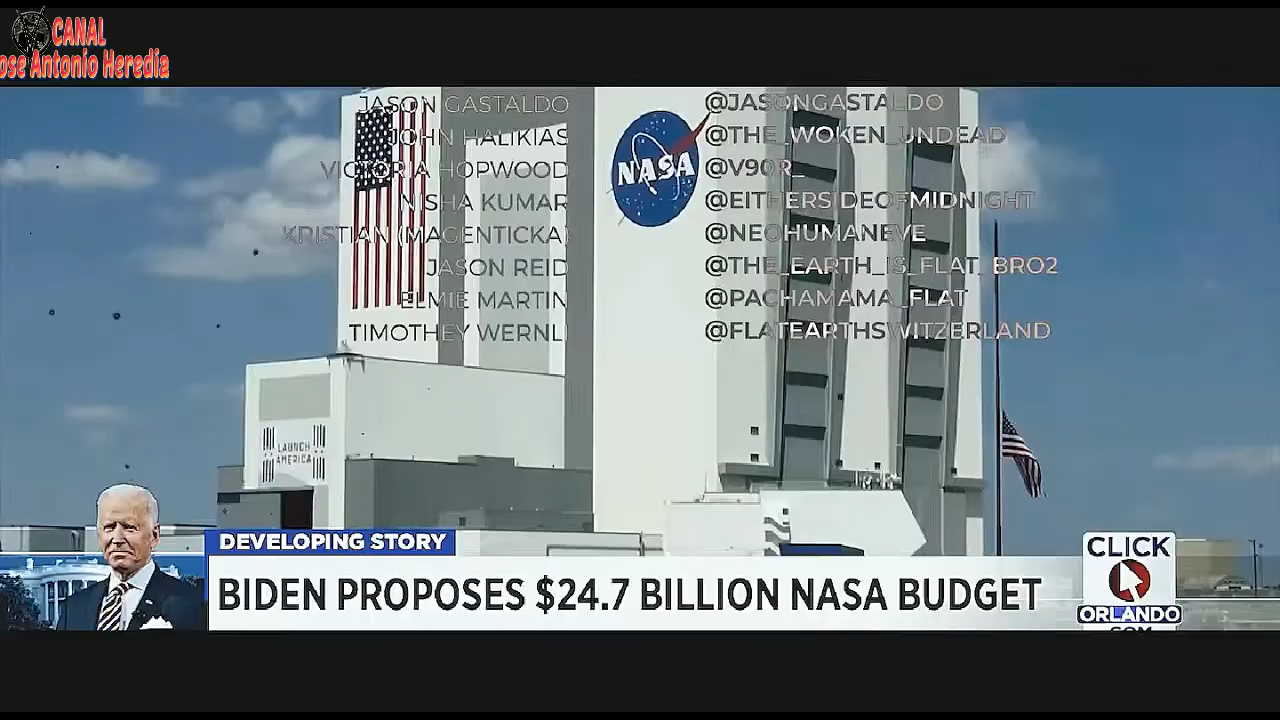 CANAL
ose Antonio Heredia
JASON GASTALDO @JASONGASTALDO
JOHN HALIKIAS @THE_WOKEN_UNDEAD
VICTORIA HOPWOOD @V90R_
NISHA KUMAR @EITHERSIDEOFMIDNIGHT
KRISTIAN (MAGENTICKA) @NEOHUMANEVE
JASON REID @THE_EARTH_IS_FLAT_BRO2
ELMIE MARTIN @PACHAMAMA_FLAT
TIMOTHEY WERNLI @FLATEARTHSWITZERLAND
NASA
LAUNCH
AMERICA
DEVELOPING STORY
BIDEN PROPOSES $24.7 BILLION NASA BUDGET
CLICK
ORLANDO
.COM